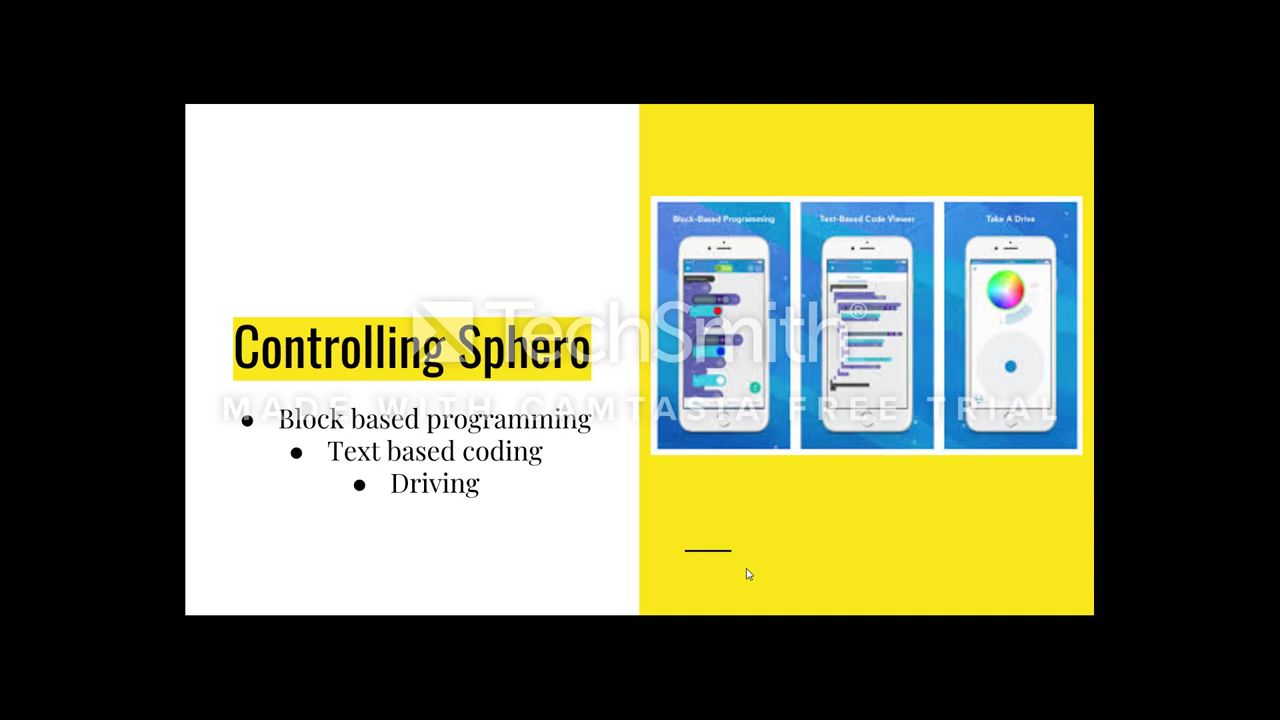 Controlling Sphero
● Block based programming
● Text based coding
● Driving
Block-Based Programming
Text-Based Code Viewer
Take A Drive
TechSmith®
MADE WITH CAMTASIA FREE TRIAL